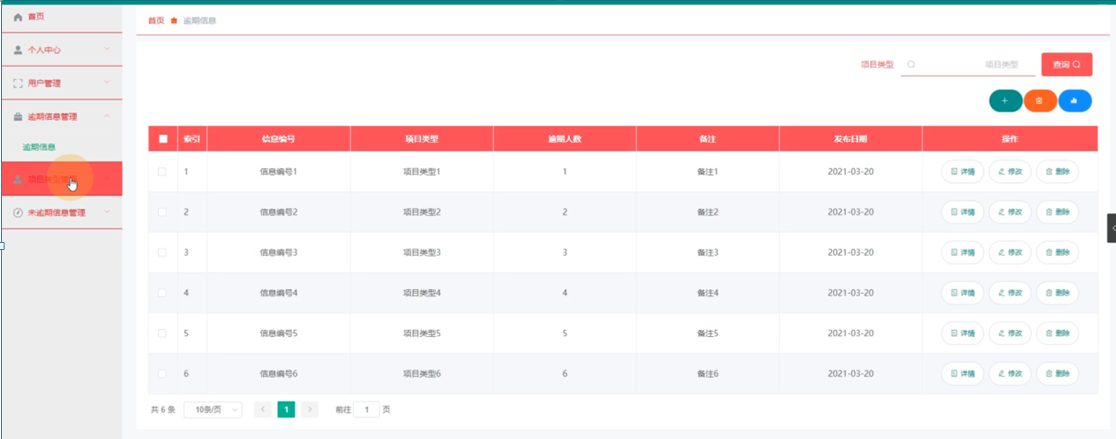 首页
个人中心
用户管理
逾期信息管理
逾期信息
项目类型管理
未逾期信息管理
首页 逾期信息
项目类型 项目类型 查询
索引 信息编号 项目类型 逾期人数 备注 发布日期 操作
1 信息编号1 项目类型1 1 备注1 2021-03-20 详情 修改 删除
2 信息编号2 项目类型2 2 备注2 2021-03-20 详情 修改 删除
3 信息编号3 项目类型3 3 备注3 2021-03-20 详情 修改 删除
4 信息编号4 项目类型4 4 备注4 2021-03-20 详情 修改 删除
5 信息编号5 项目类型5 5 备注5 2021-03-20 详情 修改 删除
6 信息编号6 项目类型6 6 备注6 2021-03-20 详情 修改 删除
共 6 条 10条/页 1 前往 1 页